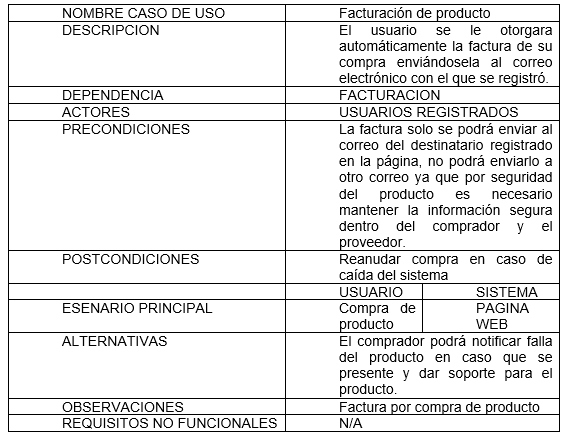 NOMBRE CASO DE USO Facturación de producto
DESCRIPCION El usuario se le otorgara
automáticamente la factura de su
compra enviándosela al correo
electrónico con el que se registró.
DEPENDENCIA FACTURACION
ACTORES USUARIOS REGISTRADOS
PRECONDICIONES La factura solo se podrá enviar al
correo del destinatario registrado
en la página, no podrá enviarlo a
otro correo ya que por seguridad
del producto es necesario
mantener la información segura
dentro del comprador y el
proveedor.
POSTCONDICIONES Reanudar compra en caso de
caída del sistema
USUARIO SISTEMA
ESENARIO PRINCIPAL Compra de PAGINA
producto WEB
ALTERNATIVAS El comprador podrá notificar falla
del producto en caso que se
presente y dar soporte para el
producto.
OBSERVACIONES Factura por compra de producto
REQUISITOS NO FUNCIONALES N/A